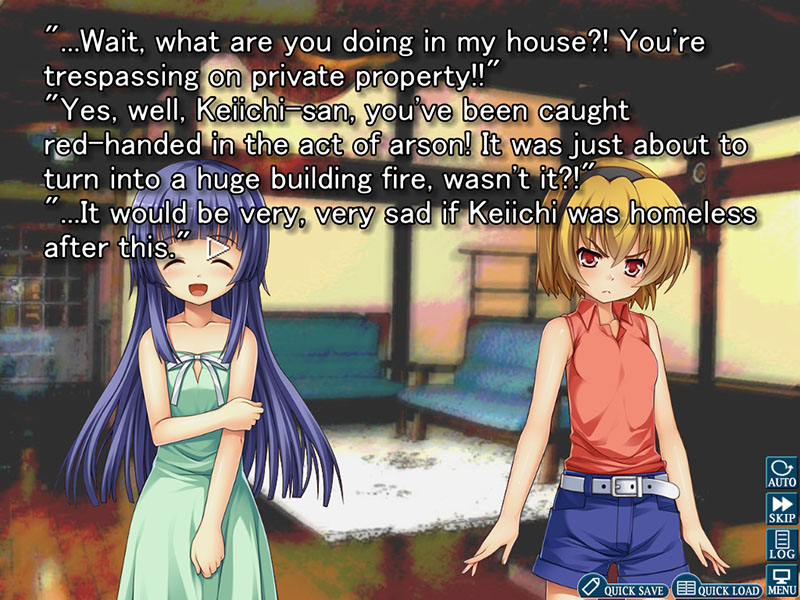 "...Wait, what are you doing in my house?! You're
trespassing on private property!!"
"Yes, well, Keiichi-san, you've been caught
red-handed in the act of arson! It was just about to
turn into a huge building fire, wasn't it?!"
"...It would be very, very sad if Keiichi was homeless
after this."
AUTO
SKIP
LOG
MENU
QUICK SAVE
QUICK LOAD